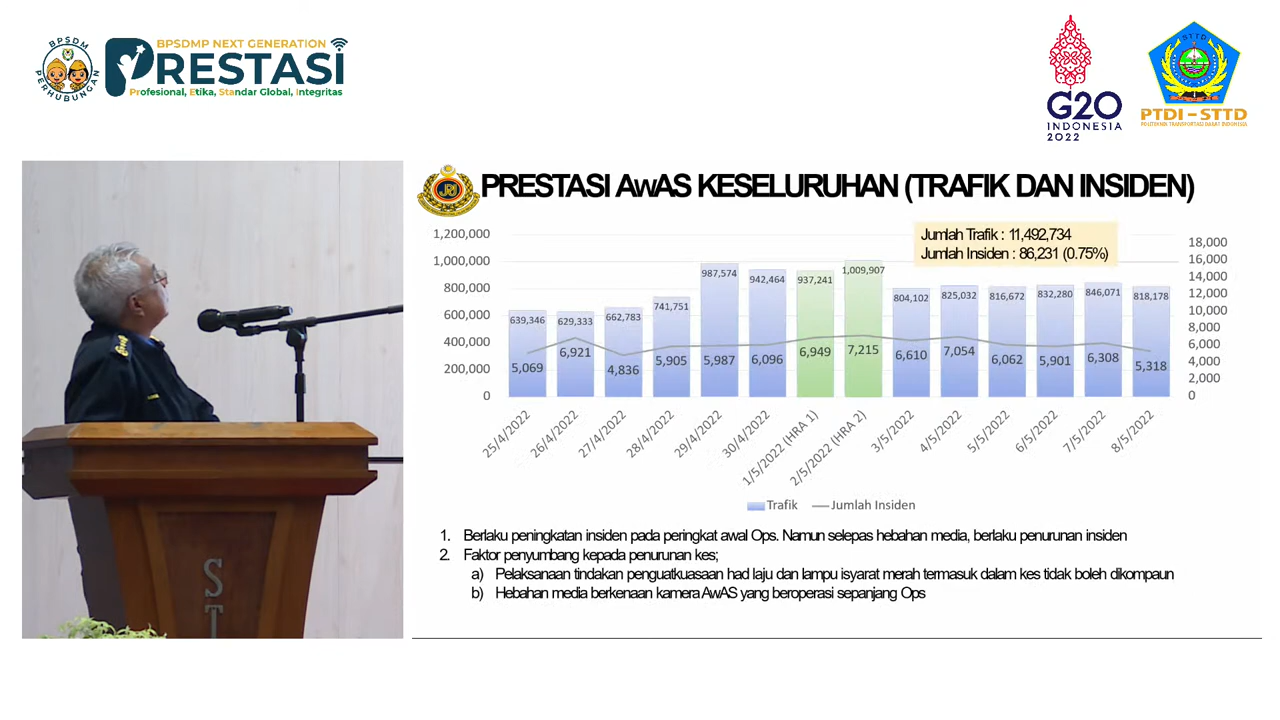 BPSDM
PERHUBUNGAN
BPSDMP NEXT GENERATION
PRESTASI
Profesional, Etika, Standar Global, Integritas
G20
INDONESIA
2022
STTD
PTDI - STTD
POLITEKNIK TRANSPORTASI DARAT INDONESIA
JPJ
PRESTASI AwAS KESELURUHAN (TRAFIK DAN INSIDEN)
Jumlah Trafik : 11,492,734
Jumlah Insiden : 86,231 (0.75%)
1,200,000
1,000,000
800,000
600,000
400,000
200,000
0
18,000
16,000
14,000
12,000
10,000
8,000
6,000
4,000
2,000
0
639,346 629,333 662,783 741,751 987,574 942,464 937,241 1,009,907 804,102 825,032 816,672 832,280 846,071 818,178
5,069 6,921 4,836 5,905 5,987 6,096 6,949 7,215 6,610 7,054 6,062 5,901 6,308 5,318
25/4/2022 26/4/2022 27/4/2022 28/4/2022 29/4/2022 30/4/2022 1/5/2022 (HRA 1) 2/5/2022 (HRA 2) 3/5/2022 4/5/2022 5/5/2022 6/5/2022 7/5/2022 8/5/2022
Trafik Jumlah Insiden
1. Berlaku peningkatan insiden pada peringkat awal Ops. Namun selepas hebahan media, berlaku penurunan insiden
2. Faktor penyumbang kepada penurunan kes;
a) Pelaksanaan tindakan penguatkuasaan had laju dan lampu isyarat merah termasuk dalam kes tidak boleh dikompaun
b) Hebahan media berkenaan kamera AwAS yang beroperasi sepanjang Ops
S
T